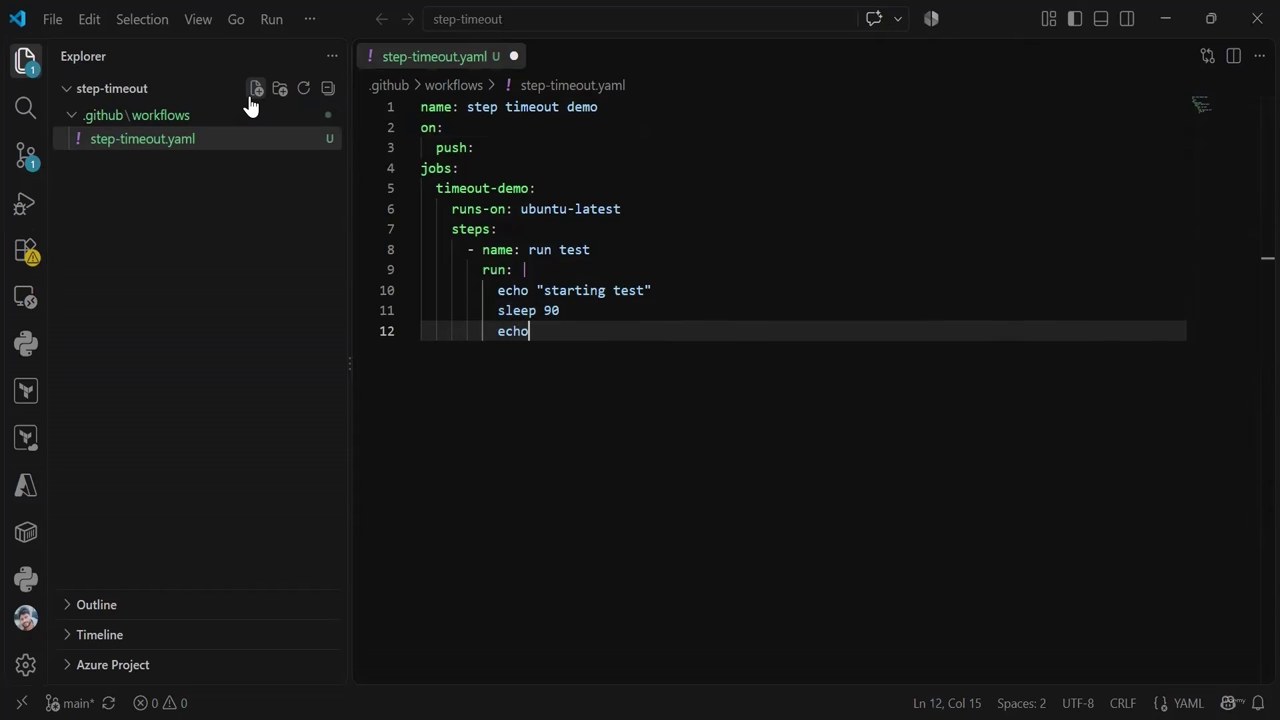 File Edit Selection View Go Run ···
step-timeout
Explorer
step-timeout
.github\workflows
! step-timeout.yaml U
Outline
Timeline
Azure Project
! step-timeout.yaml U
.github > workflows > ! step-timeout.yaml
1 name: step timeout demo
2 on:
3 push:
4 jobs:
5 timeout-demo:
6 runs-on: ubuntu-latest
7 steps:
8 - name: run test
9 run: |
10 echo "starting test"
11 sleep 90
12 echo
1
1
main* 0 0
Ln 12, Col 15 Spaces: 2 UTF-8 CRLF {} YAML